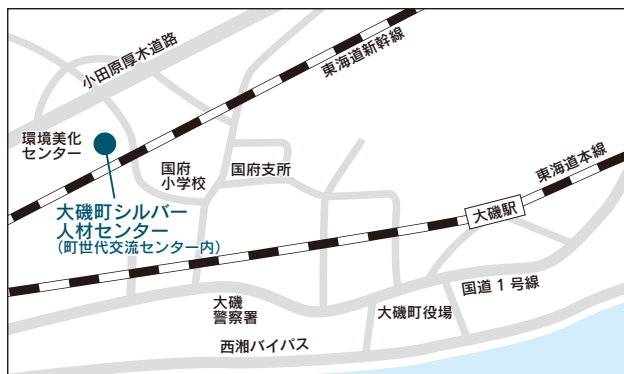 小田原厚木道路
東海道新幹線
環境美化
センター
国府
小学校
国府支所
東海道本線
大磯町シルバー
人材センター
（町世代交流センター内）
大磯駅
国道１号線
大磯
警察署
大磯町役場
西湘バイパス